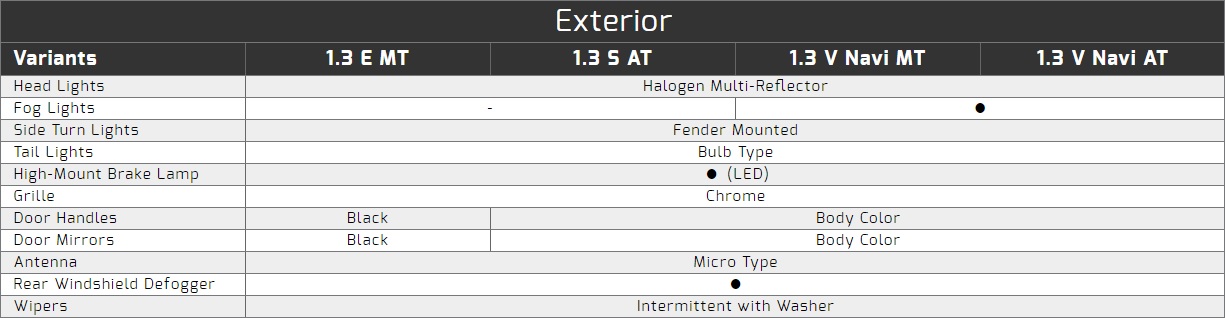 Exterior
Variants 1.3 E MT 1.3 S AT 1.3 V Navi MT 1.3 V Navi AT
Head Lights Halogen Multi-Reflector
Fog Lights - ●
Side Turn Lights Fender Mounted
Tail Lights Bulb Type
High-Mount Brake Lamp ● (LED)
Grille Chrome
Door Handles Black Body Color
Door Mirrors Black Body Color
Antenna Micro Type
Rear Windshield Defogger ●
Wipers Intermittent with Washer